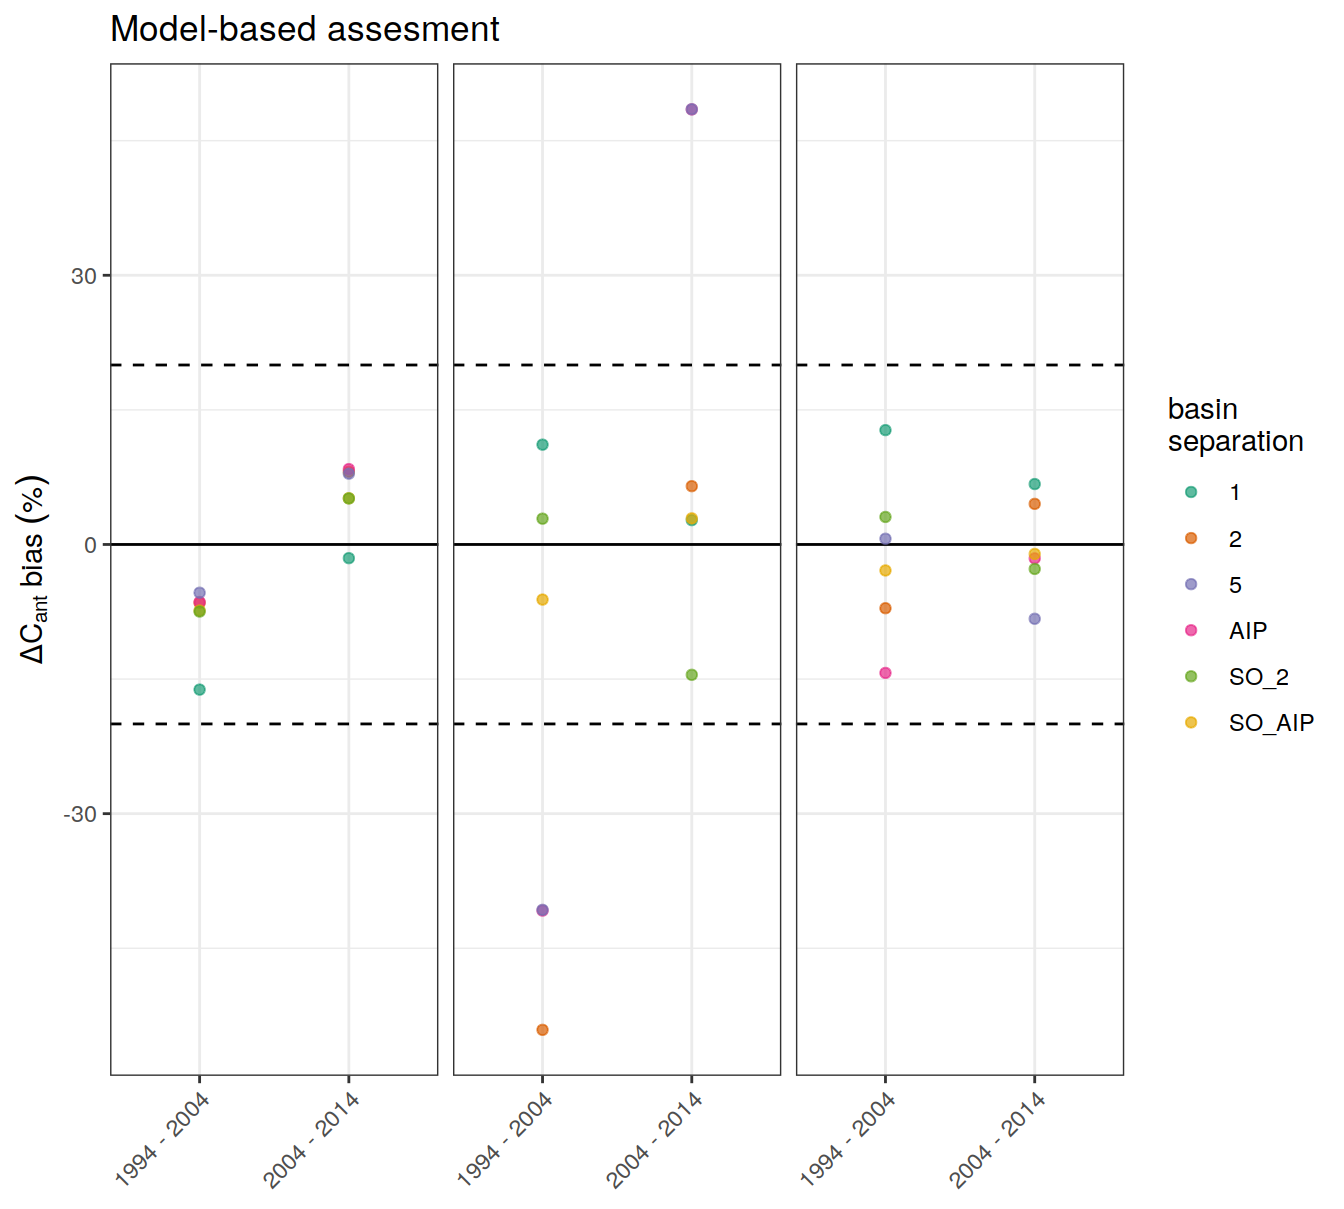 Model-based assesment
ΔCant bias (%)
30
0
-30
1994 - 2004
2004 - 2014
1994 - 2004
2004 - 2014
1994 - 2004
2004 - 2014
basin
separation
1
2
5
AIP
SO_2
SO_AIP